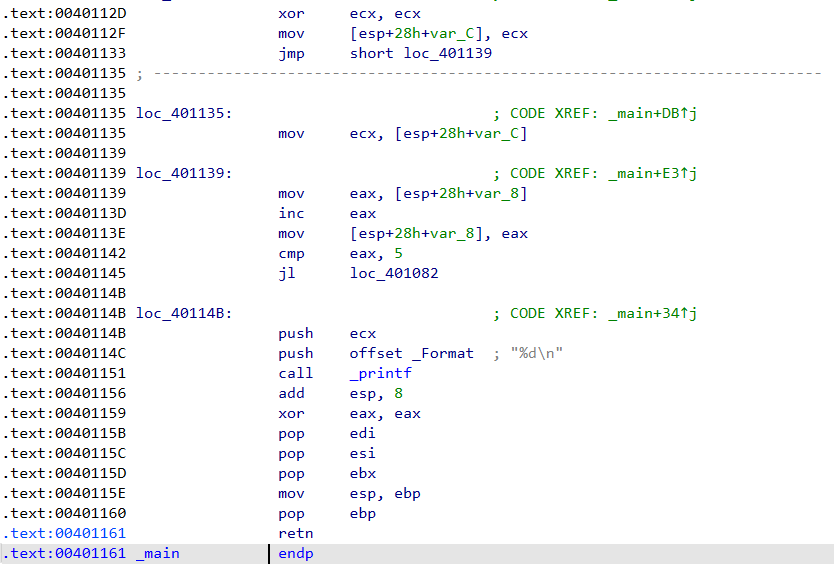 .text:0040112D xor ecx, ecx
.text:0040112F mov [esp+28h+var_C], ecx
.text:00401133 jmp short loc_401139
.text:00401135 ; ---------------------------------------------------------------------------
.text:00401135
.text:00401135 loc_401135: ; CODE XREF: _main+DB↑j
.text:00401135 mov ecx, [esp+28h+var_C]
.text:00401139
.text:00401139 loc_401139: ; CODE XREF: _main+E3↑j
.text:00401139 mov eax, [esp+28h+var_8]
.text:0040113D inc eax
.text:0040113E mov [esp+28h+var_8], eax
.text:00401142 cmp eax, 5
.text:00401145 jl loc_401082
.text:0040114B
.text:0040114B loc_40114B: ; CODE XREF: _main+34↑j
.text:0040114B push ecx
.text:0040114C push offset _Format ; "%d\n"
.text:00401151 call _printf
.text:00401156 add esp, 8
.text:00401159 xor eax, eax
.text:0040115B pop edi
.text:0040115C pop esi
.text:0040115D pop ebx
.text:0040115E mov esp, ebp
.text:00401160 pop ebp
.text:00401161 retn
.text:00401161 _main endp